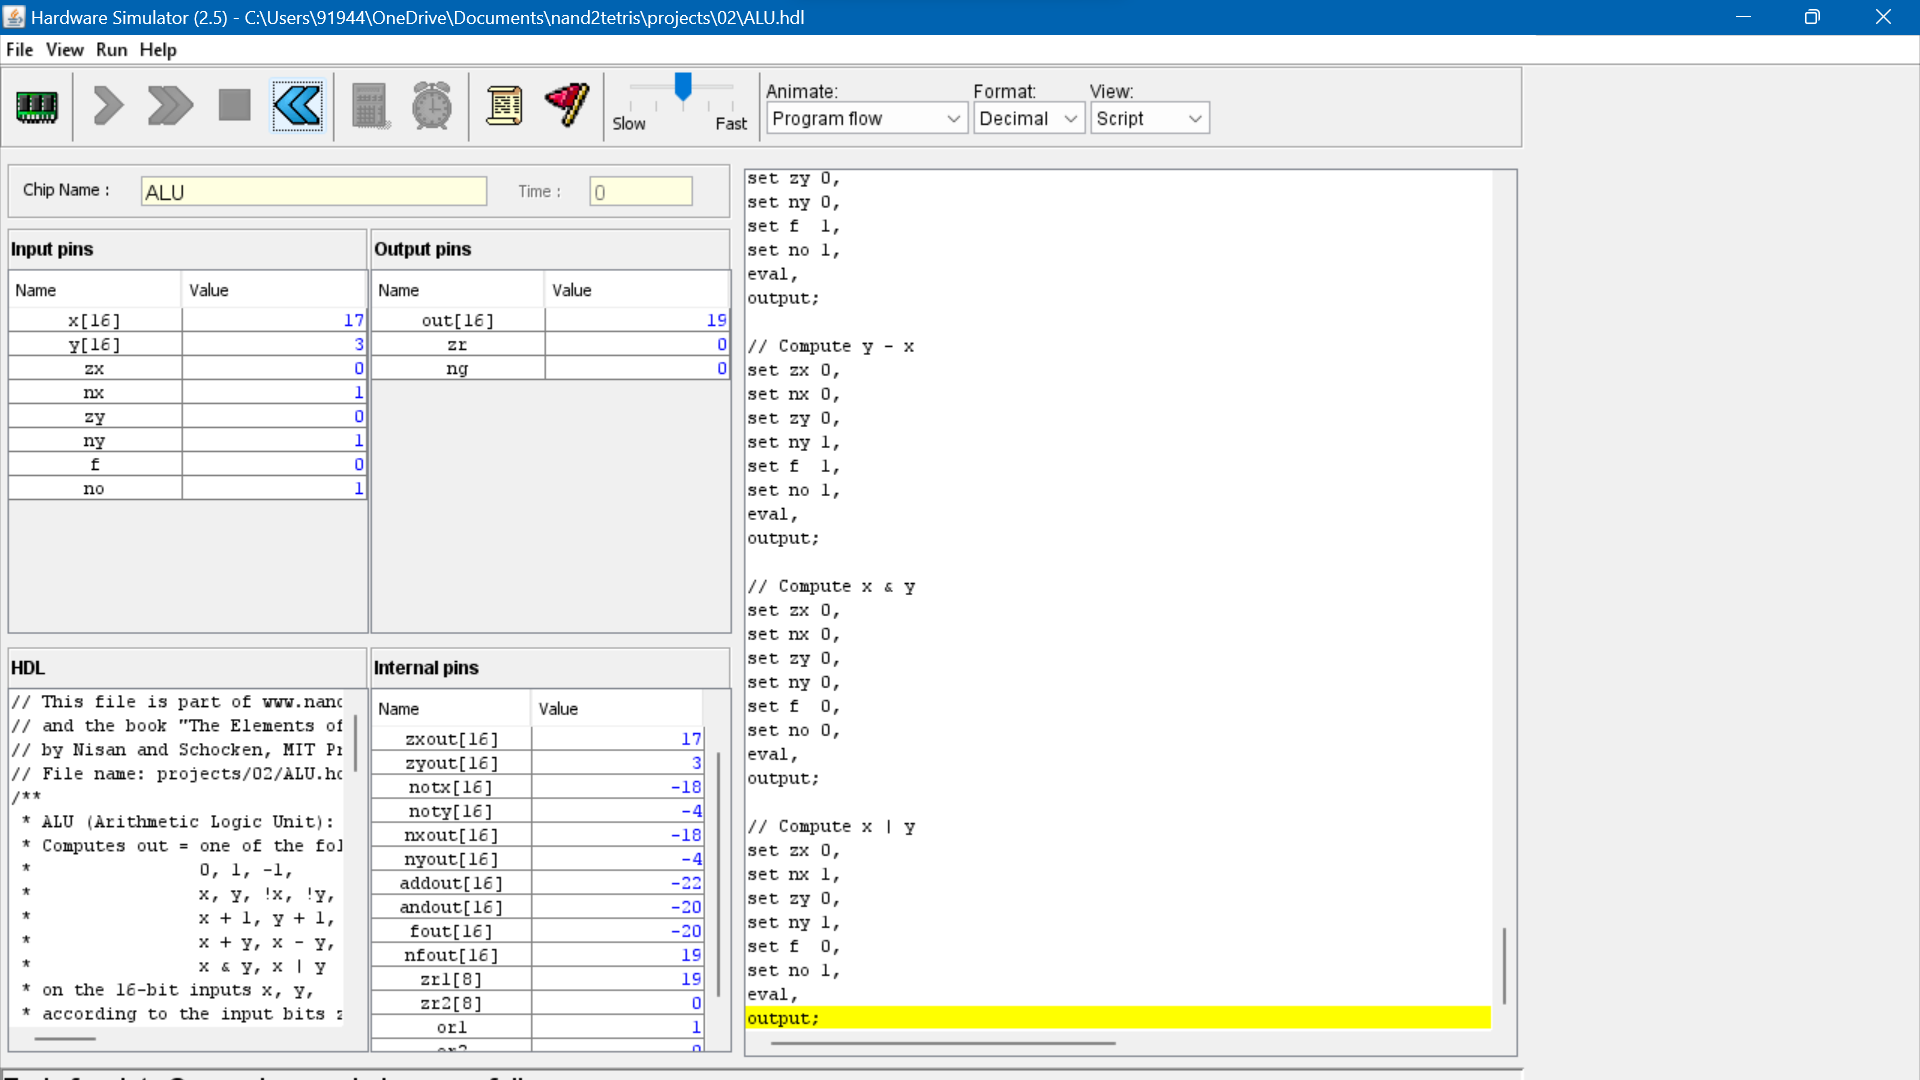 Hardware Simulator (2.5) - C:\Users\91944\OneDrive\Documents\nand2tetris\projects\02\ALU.hdl
File View Run Help
Slow Fast
Animate: Format: View:
Program flow Decimal Script
Chip Name : ALU Time : 0
Input pins
Name Value
x[16] 17
y[16] 3
zx 0
nx 1
zy 0
ny 1
f 0
no 1
Output pins
Name Value
out[16] 19
zr 0
ng 0
HDL
// This file is part of www.nand
// and the book "The Elements of
// by Nisan and Schocken, MIT Pr
// File name: projects/02/ALU.hd
/**
* ALU (Arithmetic Logic Unit):
* Computes out = one of the fol
* 0, 1, -1,
* x, y, !x, !y,
* x + 1, y + 1,
* x + y, x - y,
* x & y, x | y
* on the 16-bit inputs x, y,
* according to the input bits z
Internal pins
Name Value
zxout[16] 17
zyout[16] 3
notx[16] -18
noty[16] -4
nxout[16] -18
nyout[16] -4
addout[16] -22
andout[16] -20
fout[16] -20
nfout[16] 19
zr1[8] 19
zr2[8] 0
or1 1
or2 0
set zy 0,
set ny 0,
set f 1,
set no 1,
eval,
output;
// Compute y - x
set zx 0,
set nx 0,
set zy 0,
set ny 1,
set f 1,
set no 1,
eval,
output;
// Compute x & y
set zx 0,
set nx 0,
set zy 0,
set ny 0,
set f 0,
set no 0,
eval,
output;
// Compute x | y
set zx 0,
set nx 1,
set zy 0,
set ny 1,
set f 0,
set no 1,
eval,
output;